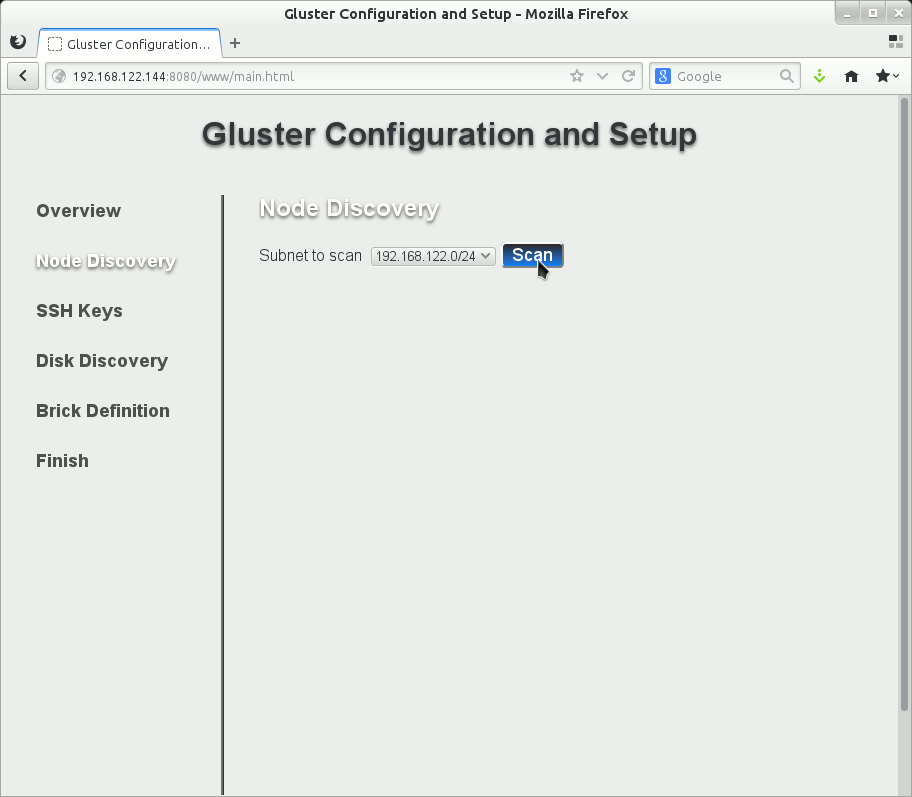 Gluster Configuration and Setup - Mozilla Firefox
Gluster Configuration...
192.168.122.144:8080/www/main.html
Google
Gluster Configuration and Setup
Overview
Node Discovery
SSH Keys
Disk Discovery
Brick Definition
Finish
Node Discovery
Subnet to scan 192.168.122.0/24 Scan